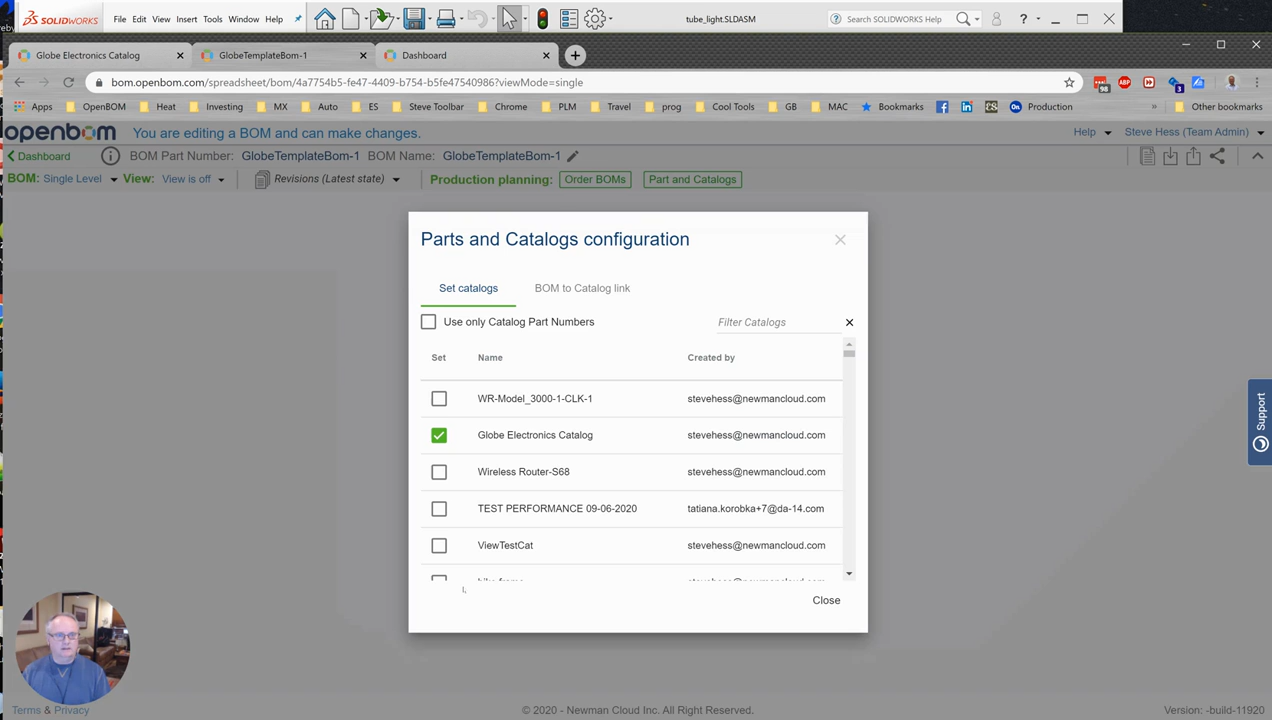 SOLIDWORKS File Edit View Insert Tools Window Help tube_light.SLDASM ? Search SOLIDWORKS Help ?
Globe Electronics Catalog GlobeTemplateBom-1 Dashboard
bom.openbom.com/spreadsheet/bom/4a7754b5-fe47-4409-b754-b5fe47540986?viewMode=single
Apps OpenBOM Heat Investing MX Auto ES Steve Toolbar Chrome PLM Travel prog Cool Tools GB MAC Bookmarks Production » Other bookmarks
openbom You are editing a BOM and can make changes. Help Steve Hess (Team Admin)
Dashboard BOM Part Number: GlobeTemplateBom-1 BOM Name: GlobeTemplateBom-1
BOM: Single Level View: View is off Revisions (Latest state) Production planning: Order BOMs Part and Catalogs
Parts and Catalogs configuration
Set catalogs BOM to Catalog link
Use only Catalog Part Numbers Filter Catalogs
Set Name Created by
WR-Model_3000-1-CLK-1 stevehess@newmancloud.com
Globe Electronics Catalog stevehess@newmancloud.com
Wireless Router-S68 stevehess@newmancloud.com
TEST PERFORMANCE 09-06-2020 tatiana.korobka+7@da-14.com
ViewTestCat stevehess@newmancloud.com
Close
Support
Terms & Privacy © 2020 - Newman Cloud Inc. All Right Reserved. Version: -build-11920